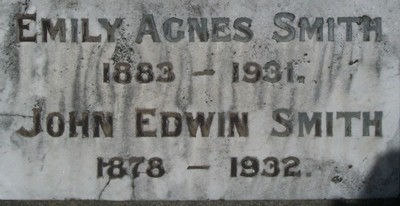 Emily Agnes Smith
1883 – 1931.
John Edwin Smith
1878 – 1932.